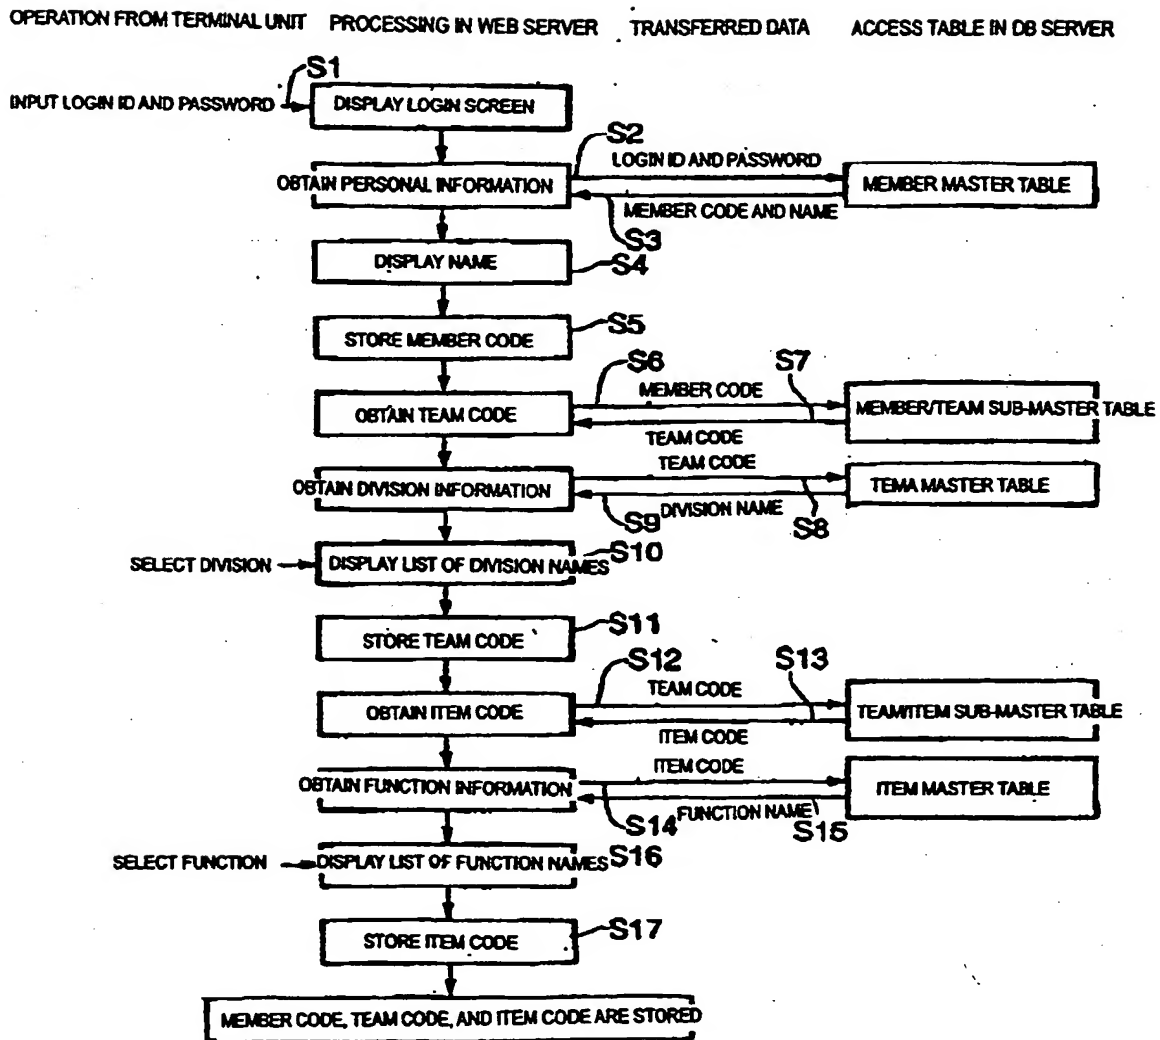 OPERATION FROM TERMINAL UNIT PROCESSING IN WEB SERVER TRANSFERRED DATA ACCESS TABLE IN DB SERVER
S1
INPUT LOGIN ID AND PASSWORD
DISPLAY LOGIN SCREEN
S2
LOGIN ID AND PASSWORD
OBTAIN PERSONAL INFORMATION
MEMBER MASTER TABLE
MEMBER CODE AND NAME
S3
DISPLAY NAME
S4
STORE MEMBER CODE
S5
S6
S7
MEMBER CODE
OBTAIN TEAM CODE
MEMBER/TEAM SUB-MASTER TABLE
TEAM CODE
TEAM CODE
OBTAIN DIVISION INFORMATION
TEMA MASTER TABLE
DIVISION NAME
S9
S8
SELECT DIVISION
DISPLAY LIST OF DIVISION NAMES
S10
STORE TEAM CODE
S11
S12
S13
TEAM CODE
OBTAIN ITEM CODE
TEAM/ITEM SUB-MASTER TABLE
ITEM CODE
ITEM CODE
OBTAIN FUNCTION INFORMATION
ITEM MASTER TABLE
FUNCTION NAME
S14
S15
SELECT FUNCTION
DISPLAY LIST OF FUNCTION NAMES
S16
STORE ITEM CODE
S17
MEMBER CODE, TEAM CODE, AND ITEM CODE ARE STORED